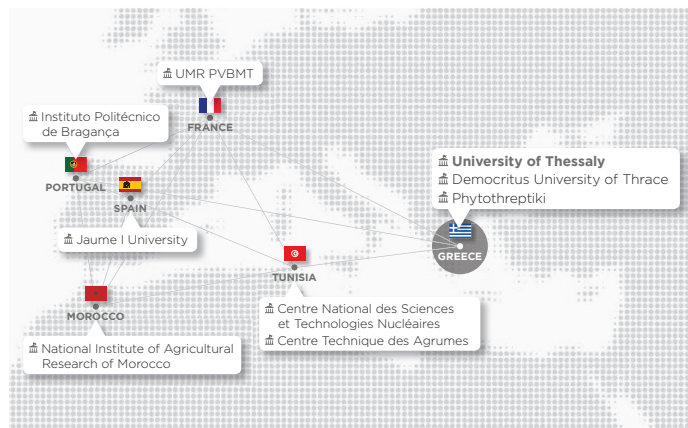 UMR PVBMT
FRANCE
Instituto Politécnico
de Bragança
PORTUGAL
SPAIN
Jaume I University
University of Thessaly
Democritus University of Thrace
Phytothreptiki
GREECE
TUNISIA
Centre National des Sciences
et Technologies Nucléaires
Centre Technique des Agrumes
MOROCCO
National Institute of Agricultural
Research of Morocco